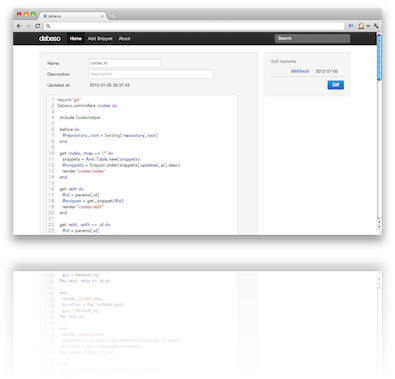 debeso
debeso Home Add Snippet About Search
Name: codes.rb
Description: Description
Updated at: 2012-01-05 00:37:43
Edit histories
2012-01-05
Diff
1 require "git"
2 Debeso.controllers :codes do
3
4 include CodesHelper
5
6 before do
7 @repository_root = Setting[:repository_root]
8 end
9
10 get :index, :map => "/" do
11 snippets = Arel::Table.new(:snippets)
12 @snippets = Snippet.order(snippets[:updated_at].desc)
13 render "codes/index"
14 end
15
16 get :edit do
17 @id = params[:id]
18 @snippet = get_snippet(@id)
19 render "codes/edit"
20 end
21
22 get :edit, :with => :id do
23 @id = params[:id]